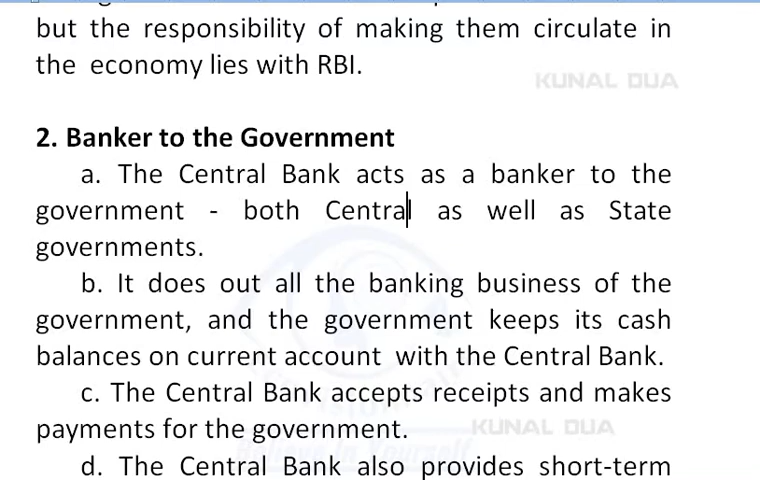 but the responsibility of making them circulate in
the economy lies with RBI.
KUNAL DUA
2. Banker to the Government
a. The Central Bank acts as a banker to the
government - both Central as well as State
governments.
b. It does out all the banking business of the
government, and the government keeps its cash
balances on current account with the Central Bank.
c. The Central Bank accepts receipts and makes
payments for the government.
KUNAL DUA
Believe In Yourself
d. The Central Bank also provides short-term